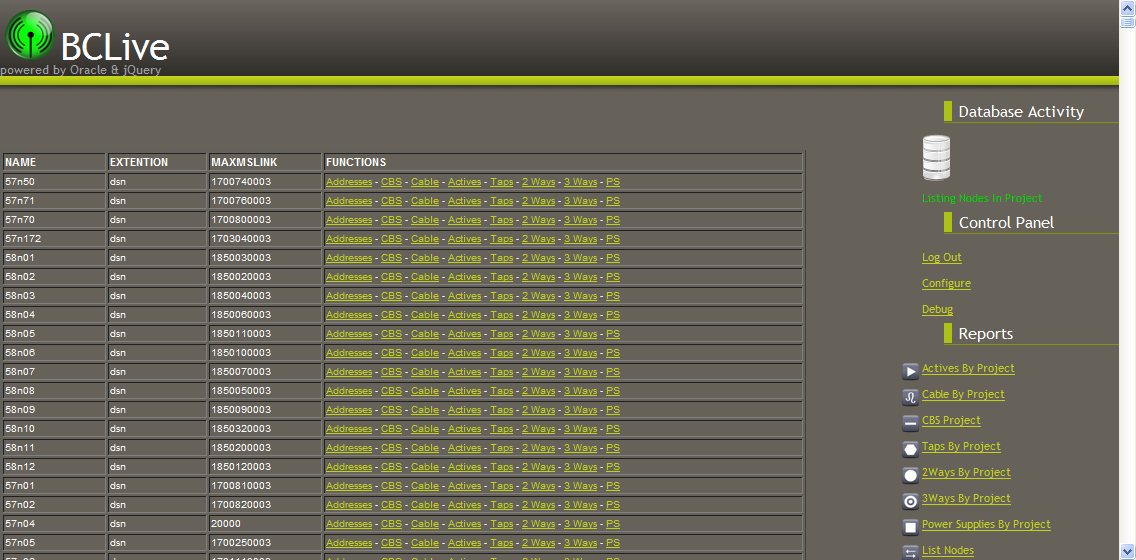 BCLive
powered by Oracle & jQuery
NAME EXTENTION MAXMSLINK FUNCTIONS
57n50 dsn 1700740003 Addresses - CBS - Cable - Actives - Taps - 2 Ways - 3 Ways - PS
57n71 dsn 1700760003 Addresses - CBS - Cable - Actives - Taps - 2 Ways - 3 Ways - PS
57n70 dsn 1700800003 Addresses - CBS - Cable - Actives - Taps - 2 Ways - 3 Ways - PS
57n172 dsn 1703040003 Addresses - CBS - Cable - Actives - Taps - 2 Ways - 3 Ways - PS
58n01 dsn 1850030003 Addresses - CBS - Cable - Actives - Taps - 2 Ways - 3 Ways - PS
58n02 dsn 1850020003 Addresses - CBS - Cable - Actives - Taps - 2 Ways - 3 Ways - PS
58n03 dsn 1850040003 Addresses - CBS - Cable - Actives - Taps - 2 Ways - 3 Ways - PS
58n04 dsn 1850060003 Addresses - CBS - Cable - Actives - Taps - 2 Ways - 3 Ways - PS
58n05 dsn 1850110003 Addresses - CBS - Cable - Actives - Taps - 2 Ways - 3 Ways - PS
58n06 dsn 1850100003 Addresses - CBS - Cable - Actives - Taps - 2 Ways - 3 Ways - PS
58n07 dsn 1850070003 Addresses - CBS - Cable - Actives - Taps - 2 Ways - 3 Ways - PS
58n08 dsn 1850050003 Addresses - CBS - Cable - Actives - Taps - 2 Ways - 3 Ways - PS
58n09 dsn 1850090003 Addresses - CBS - Cable - Actives - Taps - 2 Ways - 3 Ways - PS
58n10 dsn 1850320003 Addresses - CBS - Cable - Actives - Taps - 2 Ways - 3 Ways - PS
58n11 dsn 1850200003 Addresses - CBS - Cable - Actives - Taps - 2 Ways - 3 Ways - PS
58n12 dsn 1850120003 Addresses - CBS - Cable - Actives - Taps - 2 Ways - 3 Ways - PS
57n01 dsn 1700810003 Addresses - CBS - Cable - Actives - Taps - 2 Ways - 3 Ways - PS
57n02 dsn 1700820003 Addresses - CBS - Cable - Actives - Taps - 2 Ways - 3 Ways - PS
57n04 dsn 20000 Addresses - CBS - Cable - Actives - Taps - 2 Ways - 3 Ways - PS
57n05 dsn 1700250003 Addresses - CBS - Cable - Actives - Taps - 2 Ways - 3 Ways - PS
Database Activity
Listing Nodes In Project
Control Panel
Log Out
Configure
Debug
Reports
Actives By Project
Cable By Project
CBS Project
Taps By Project
2Ways By Project
3Ways By Project
Power Supplies By Project
List Nodes